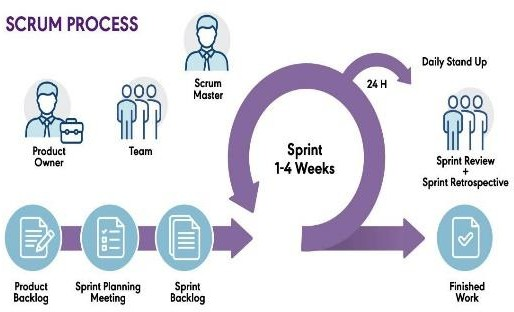 SCRUM PROCESS
Scrum
Master
Product
Owner
Team
Daily Stand Up
24 H
Sprint
1-4 Weeks
Sprint Review
+
Sprint Retrospective
Product
Backlog
Sprint Planning
Meeting
Sprint
Backlog
Finished
Work